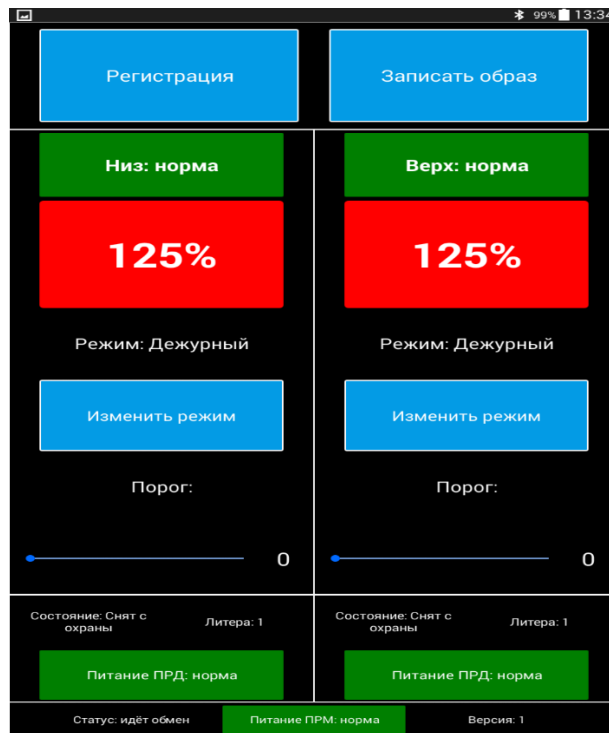 99% 13:34
Регистрация
Записать образ
Низ: норма
Верх: норма
125%
125%
Режим: Дежурный
Режим: Дежурный
Изменить режим
Изменить режим
Порог:
Порог:
0
0
Состояние: Снят с
охраны
Литера: 1
Состояние: Снят с
охраны
Литера: 1
Питание ПРД: норма
Питание ПРД: норма
Статус: идёт обмен
Питание ПРМ: норма
Версия: 1